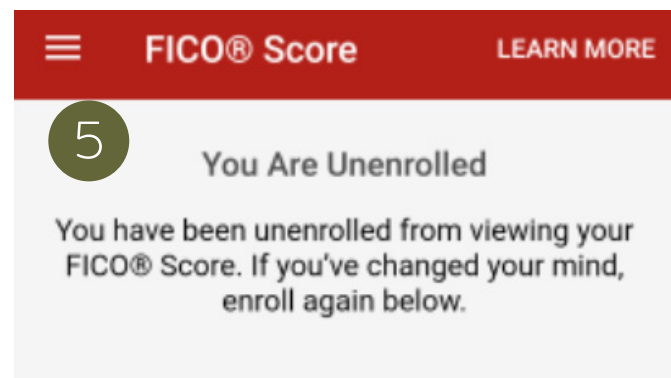 FICO® Score LEARN MORE
5
You Are Unenrolled
You have been unenrolled from viewing your
FICO® Score. If you've changed your mind,
enroll again below.